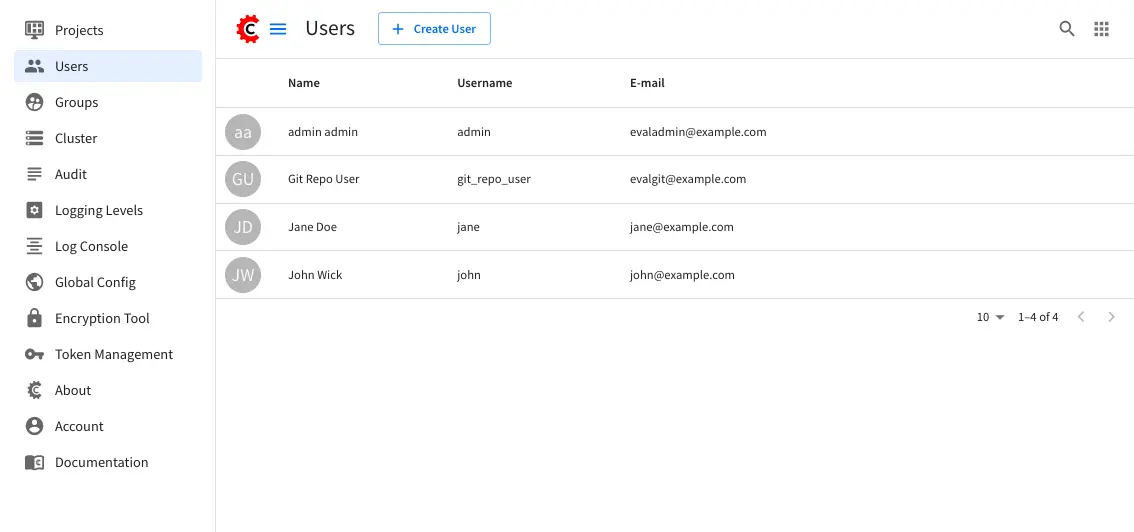 Projects
Users
Groups
Cluster
Audit
Logging Levels
Log Console
Global Config
Encryption Tool
Token Management
About
Account
Documentation
C Users + Create User
Name Username E-mail
aa admin admin admin evaladmin@example.com
GU Git Repo User git_repo_user evalgit@example.com
JD Jane Doe jane jane@example.com
JW John Wick john john@example.com
10 1–4 of 4